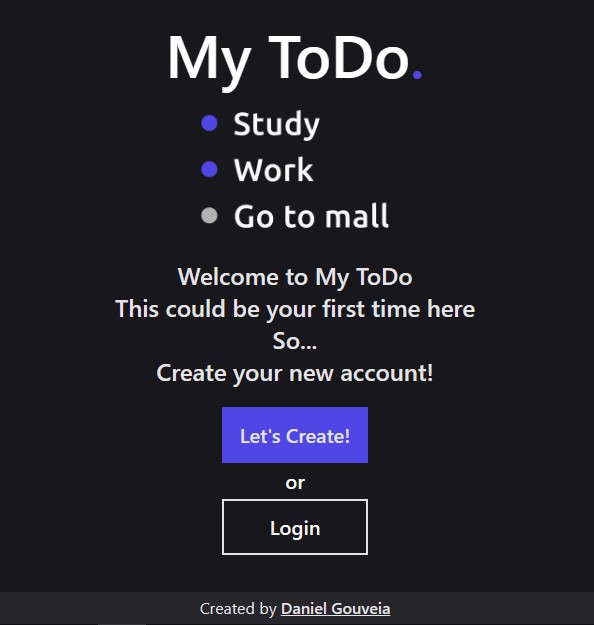 My ToDo.
Study
Work
Go to mall
Welcome to My ToDo
This could be your first time here
So...
Create your new account!
Let's Create!
or
Login
Created by Daniel Gouveia